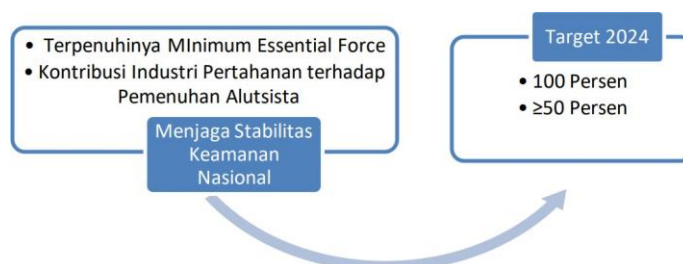 • Terpenuhinya MInimum Essential Force
• Kontribusi Industri Pertahanan terhadap
Pemenuhan Alutsista
Menjaga Stabilitas
Keamanan
Nasional
Target 2024
• 100 Persen
• ≥50 Persen